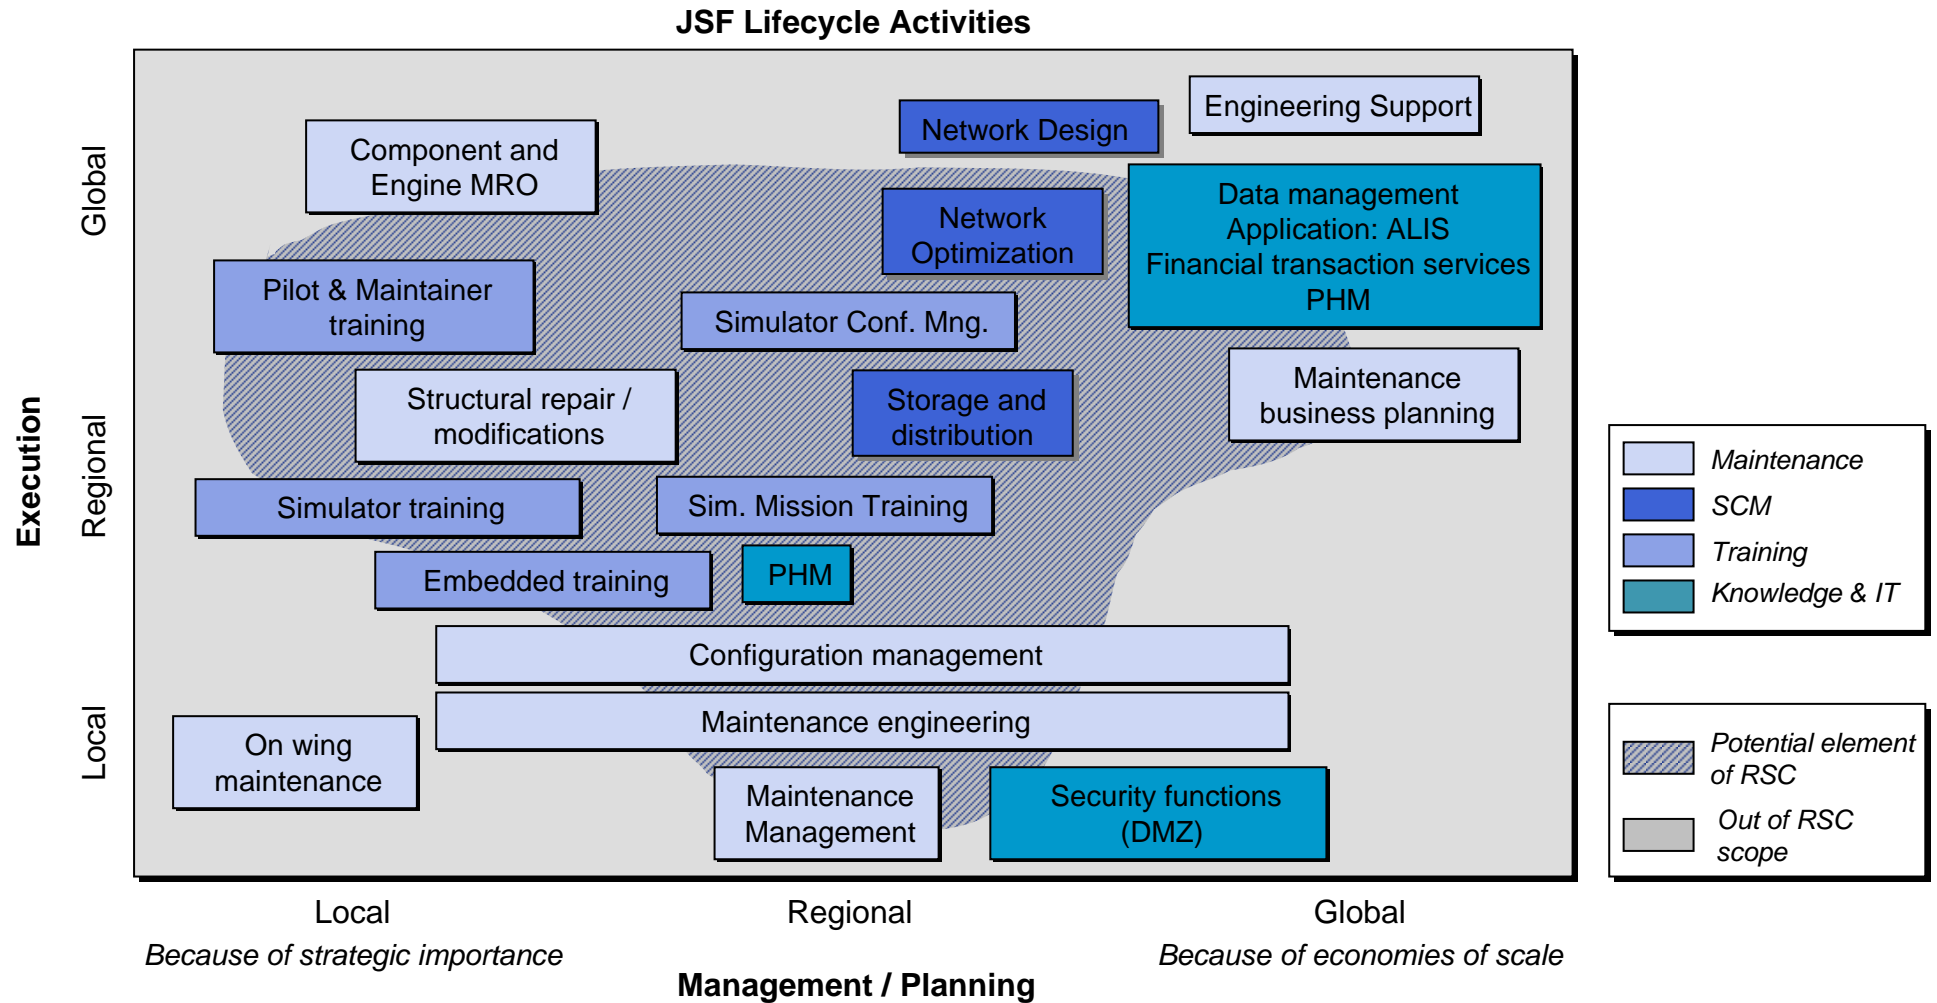 JSF Lifecycle Activities
Engineering Support
Network Design
Component and
Engine MRO
Global
Data management
Application: ALIS
Financial transaction services
PHM
Network
Optimization
Pilot & Maintainer
training
Simulator Conf. Mng.
Maintenance
business planning
Structural repair /
modifications
Storage and
distribution
Execution
Regional
Simulator training
Sim. Mission Training
Embedded training
PHM
Configuration management
Maintenance engineering
Local
On wing
maintenance
Maintenance
Management
Security functions
(DMZ)
Maintenance
SCM
Training
Knowledge & IT
Potential element
of RSC
Out of RSC
scope
Local
Regional
Global
Because of strategic importance
Because of economies of scale
Management / Planning